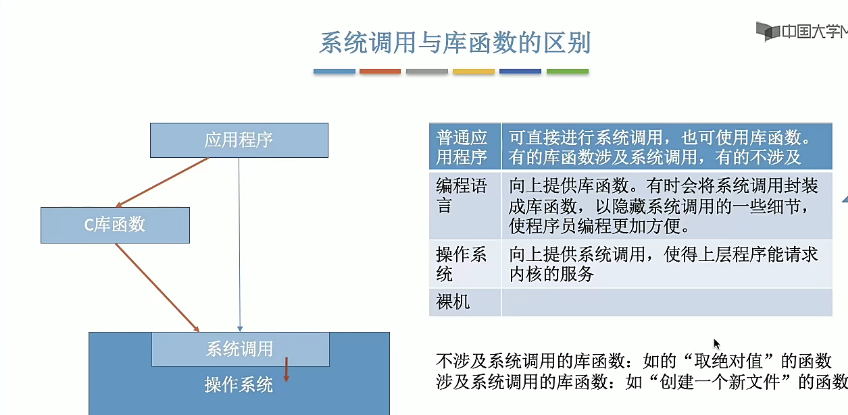 系统调用与库函数的区别
中国大学M
应用程序
C库函数
系统调用
操作系统
普通应
用程序
可直接进行系统调用，也可使用库函数。
有的库函数涉及系统调用，有的不涉及
编程语
言
向上提供库函数。有时会将系统调用封装
成库函数，以隐藏系统调用的一些细节，
使程序员编程更加方便。
操作系
统
向上提供系统调用，使得上层程序能请求
内核的服务
裸机
不涉及系统调用的库函数：如的“取绝对值”的函数
涉及系统调用的库函数：如“创建一个新文件”的函数